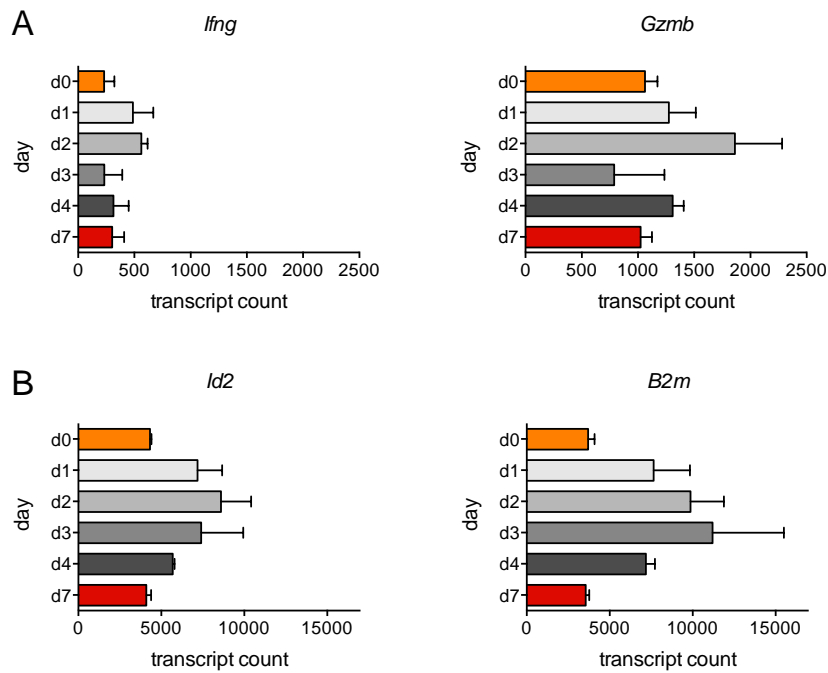 A
Ifng
Gzmb
day
d0
d1
d2
d3
d4
d7
0 500 1000 1500 2000 2500
transcript count
day
d0
d1
d2
d3
d4
d7
0 500 1000 1500 2000 2500
transcript count
B
Id2
B2m
day
d0
d1
d2
d3
d4
d7
0 5000 10000 15000
transcript count
day
d0
d1
d2
d3
d4
d7
0 5000 10000 15000
transcript count